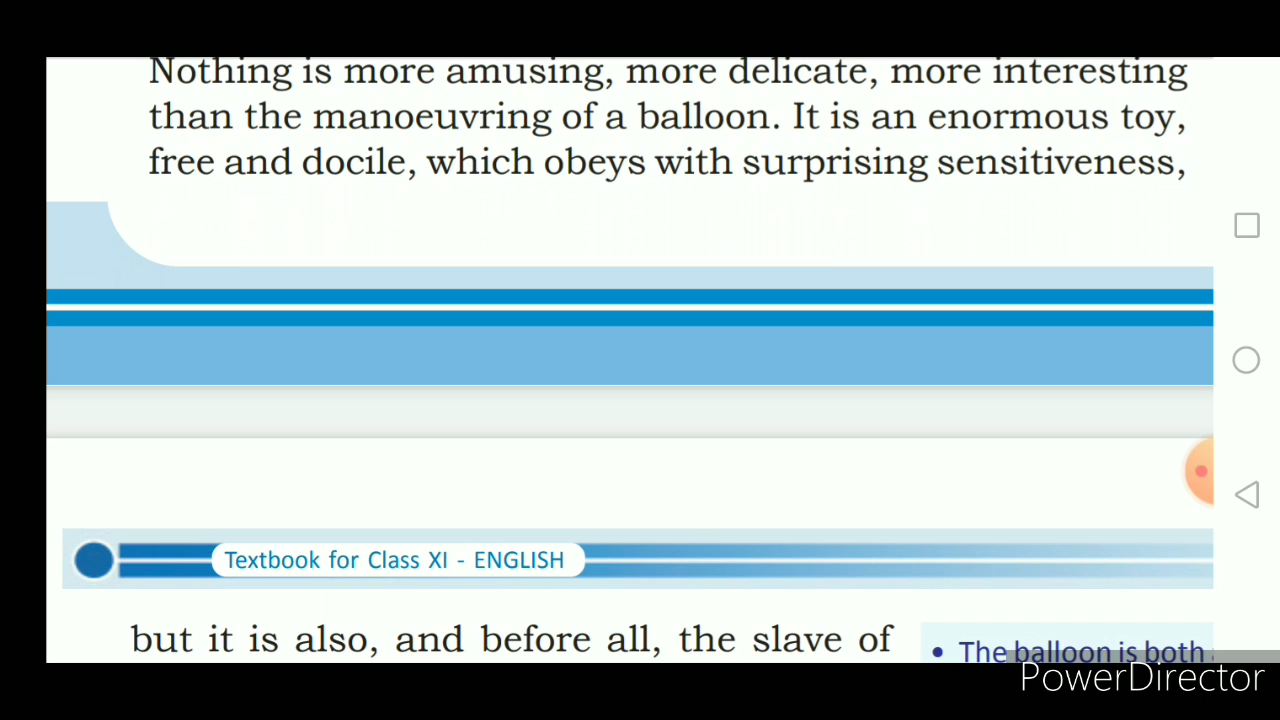 Nothing is more amusing, more delicate, more interesting
than the manoeuvring of a balloon. It is an enormous toy,
free and docile, which obeys with surprising sensitiveness,
Textbook for Class XI - ENGLISH
but it is also, and before all, the slave of
• The balloon is both
PowerDirector